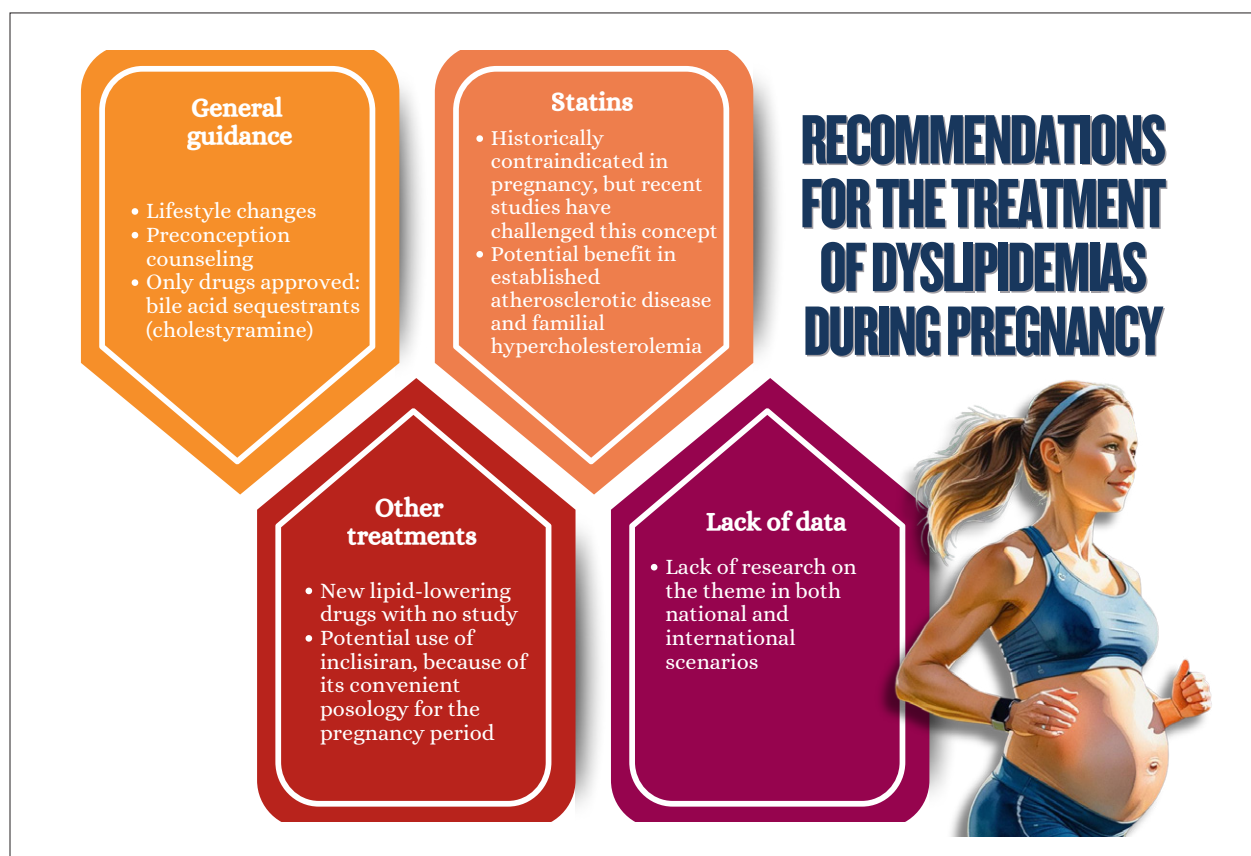 General
guidance
• Lifestyle changes
• Preconception
counseling
• Only drugs approved:
bile acid sequestrants
(cholestyramine)
Statins
• Historically
contraindicated in
pregnancy, but recent
studies have
challenged this concept
• Potential benefit in
established
atherosclerotic disease
and familial
hypercholesterolemia
RECOMMENDATIONS
FOR THE TREATMENT
OF DYSLIPIDEMIAS
DURING PREGNANCY
Other
treatments
• New lipid-lowering
drugs with no study
• Potential use of
inclisiran, because of
its convenient
posology for the
pregnancy period
Lack of data
• Lack of research on
the theme in both
national and
international
scenarios